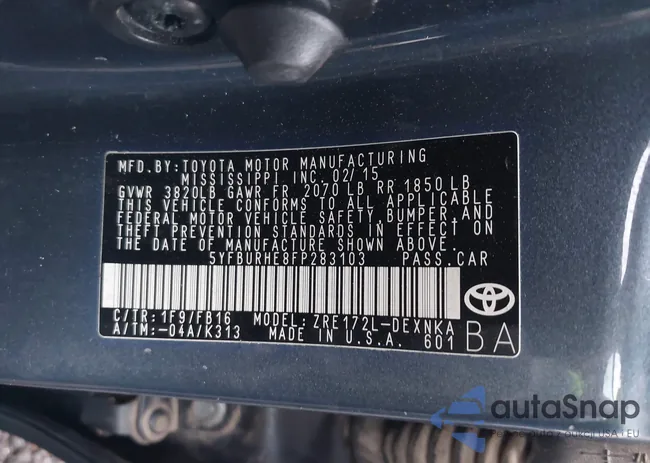 MFD.BY:TOYOTA MOTOR MANUFACTURING
MISSISSIPPI INC. 02/15
GVWR 3820LB GAWR FR 2070 LB RR 1850 LB
THIS VEHICLE CONFORMS TO ALL APPLICABLE
FEDERAL MOTOR VEHICLE SAFETY, BUMPER, AND
THEFT PREVENTION STANDARDS IN EFFECT ON
THE DATE OF MANUFACTURE SHOWN ABOVE.
5YFBURHE8FP283103 PASS.CAR
C/TR:1F9/FB16 MODEL:ZRE172L-DEXNKA
A/TM:-04A/K313 MADE IN U.S.A. 601 BA
autoSnap